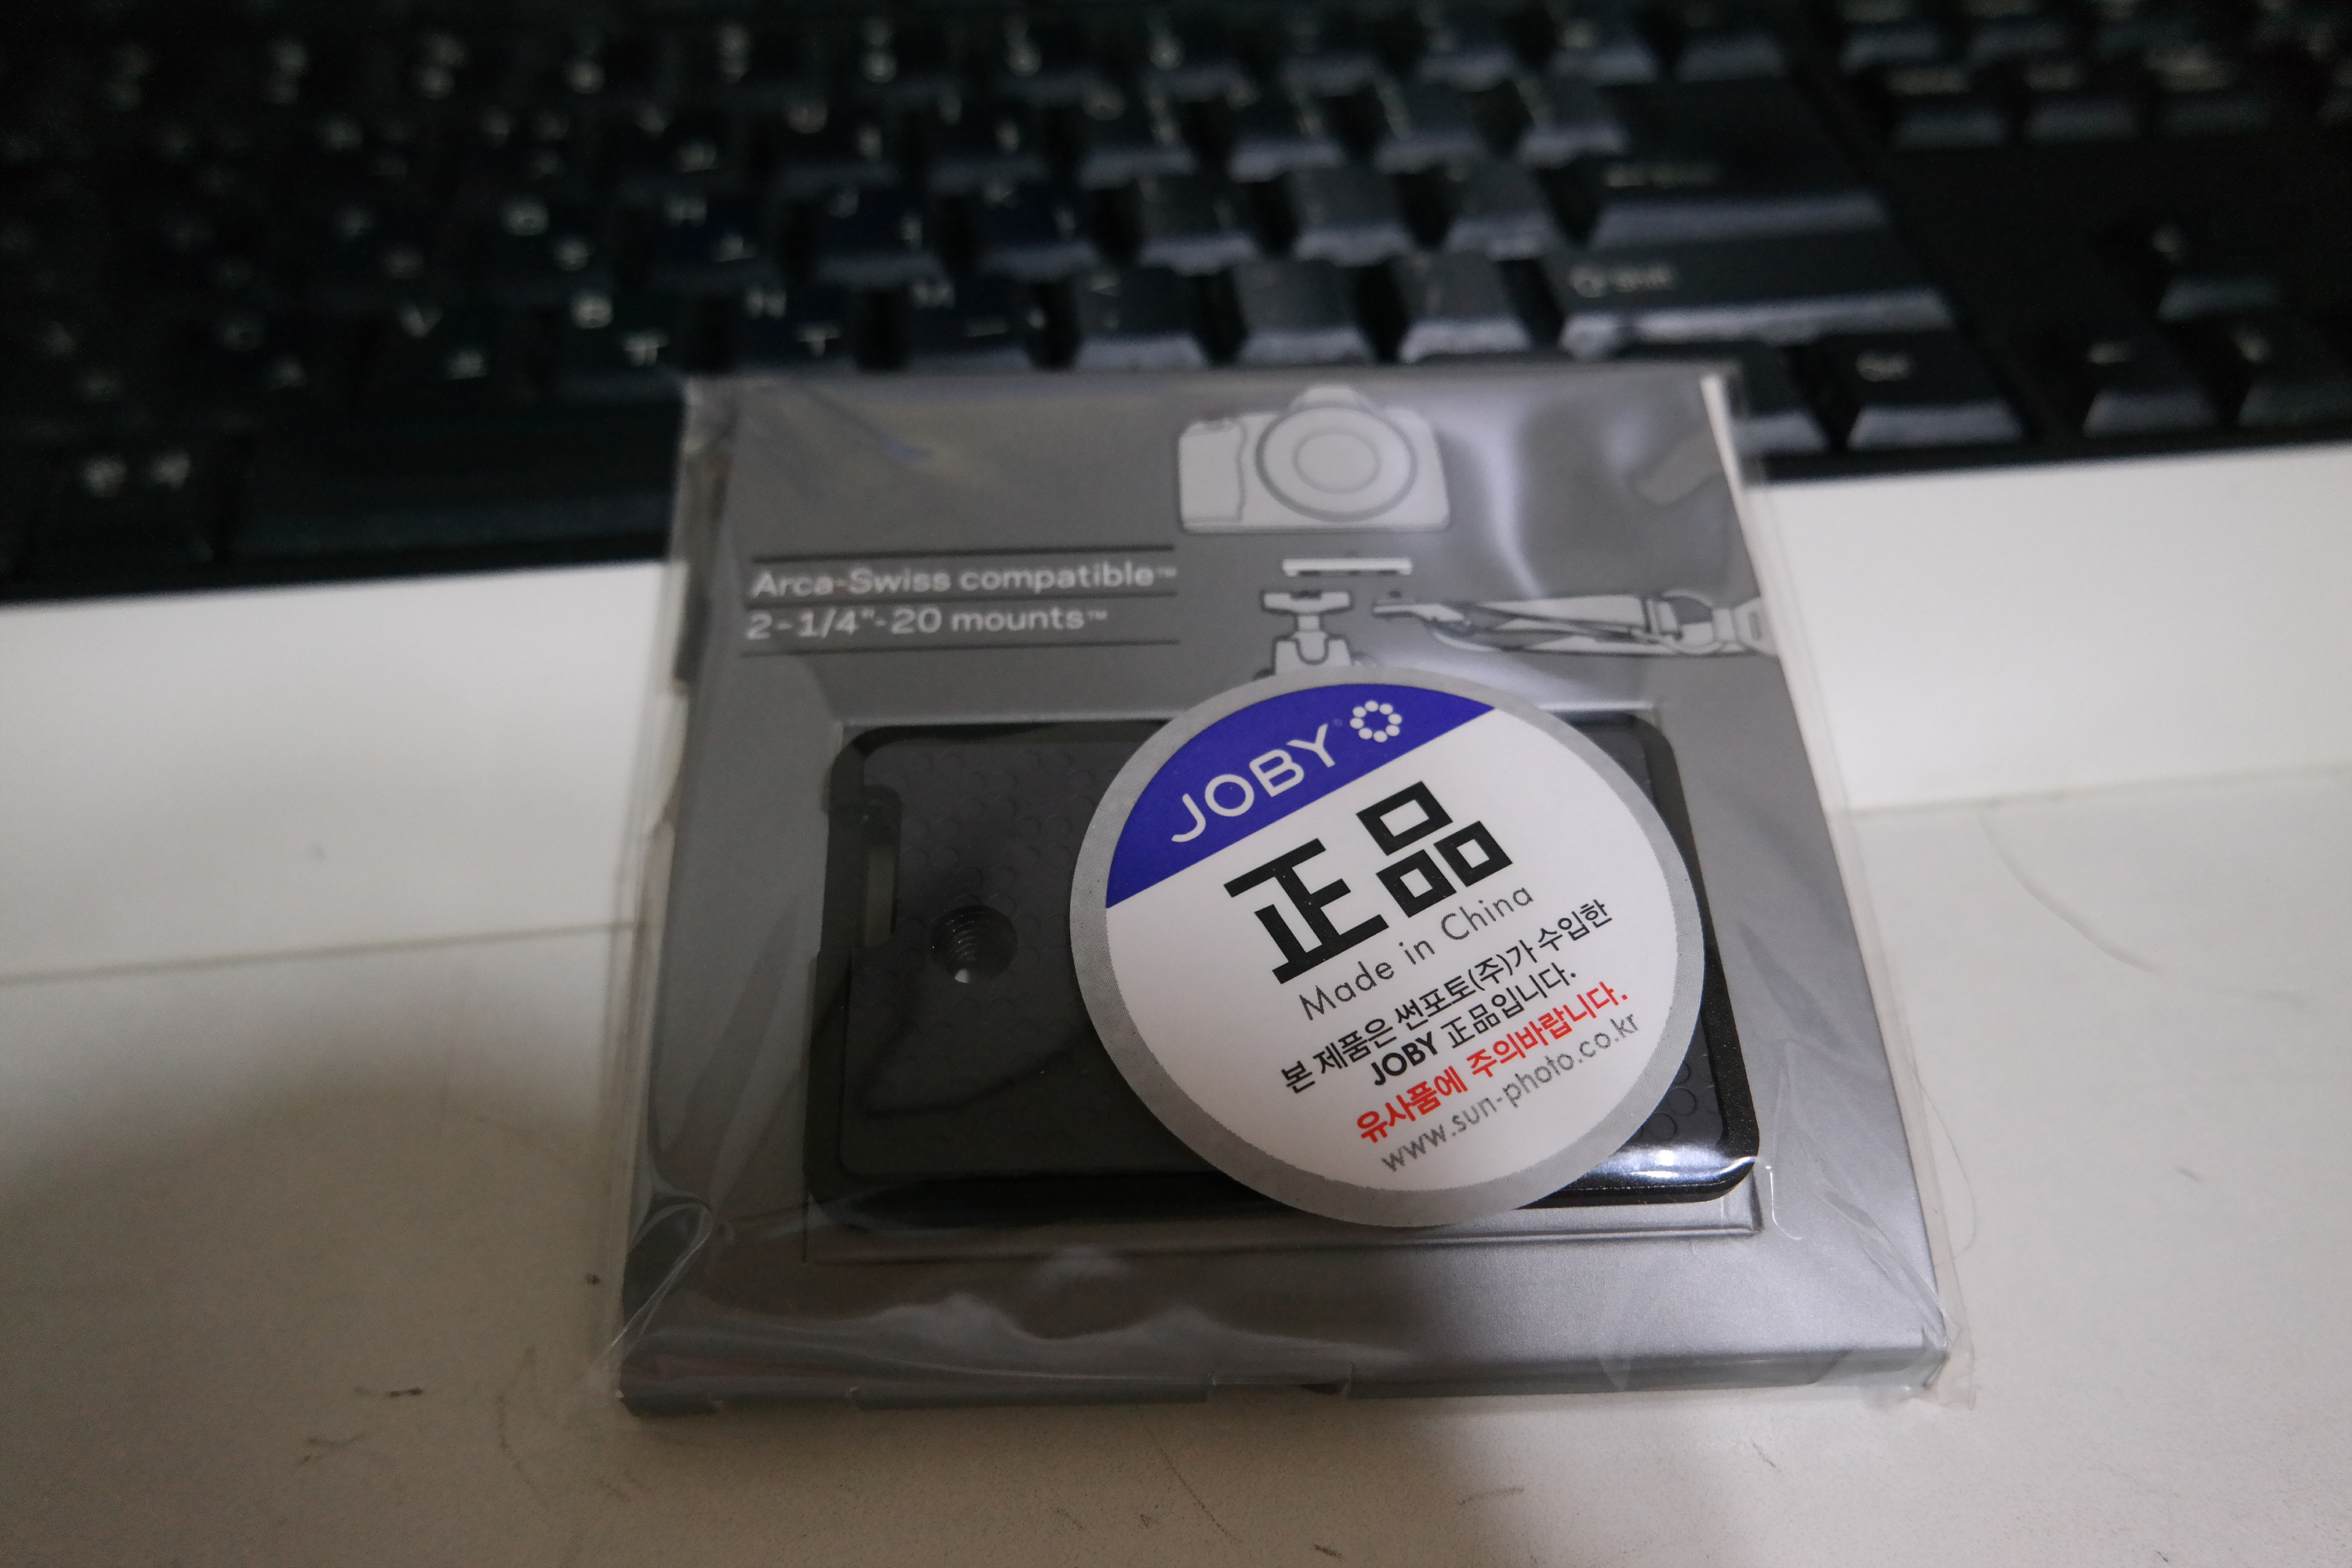 Arca-Swiss compatible™
2-1/4"-20 mounts™
JOBY
正品
Made in China
본 제품은 썬포토(주)가 수입한
JOBY 正品입니다.
유사품에 주의바랍니다.
www.sun-photo.co.kr